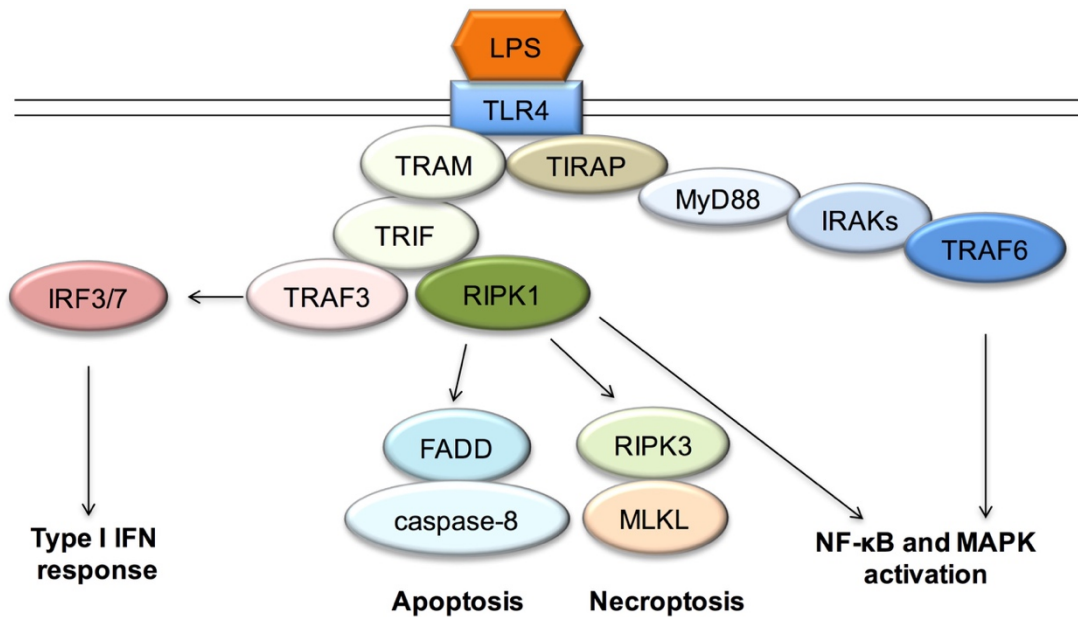 LPS
TLR4
TRAM
TIRAP
MyD88
IRAKs
TRAF6
TRIF
IRF3/7
TRAF3
RIPK1
FADD
RIPK3
caspase-8
MLKL
Type I IFN
response
NF-κB and MAPK
activation
Apoptosis
Necroptosis